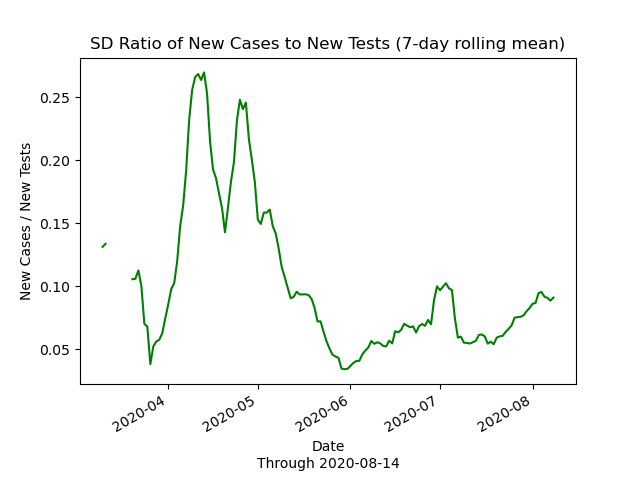 SD Ratio of New Cases to New Tests (7-day rolling mean)
New Cases / New Tests
0.25
0.20
0.15
0.10
0.05
2020-04
2020-05
2020-06
2020-07
2020-08
Date
Through 2020-08-14